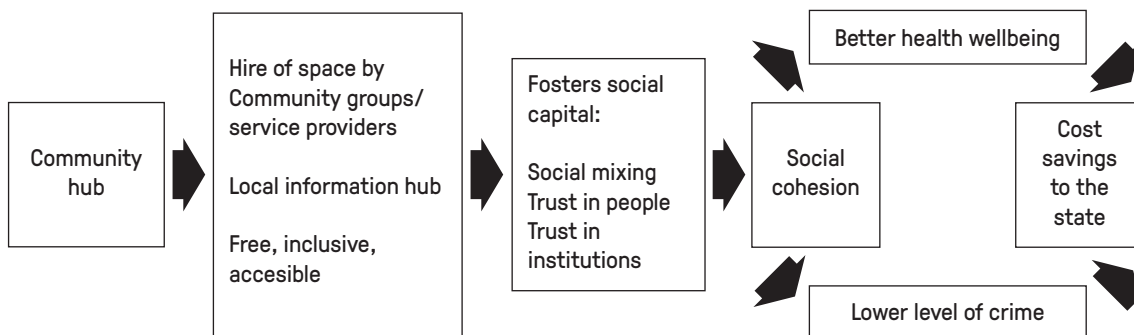 Community
hub
Hire of space by
Community groups/
service providers
Local information hub
Free, inclusive,
accesible
Fosters social
capital:
Social mixing
Trust in people
Trust in
institutions
Social
cohesion
Better health wellbeing
Lower level of crime
Cost
savings
to the
state